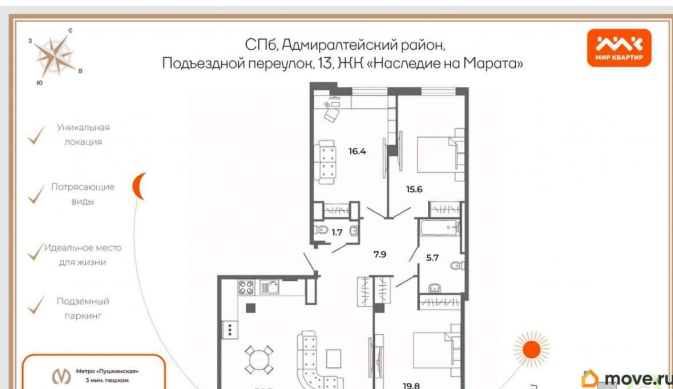 СПб, Адмиралтейский район,
Подъездной переулок, 13, ЖК «Наследие на Марата»
МИР КВАРТИР
С
З
В
Ю
Уникальная
локация
Потрясающие
виды
Идеальное место
для жизни
Подземный
паркинг
Метро «Пушкинская»
3 мин. пешком
16.4
15.6
1.7
7.9
5.7
19.8
move.ru